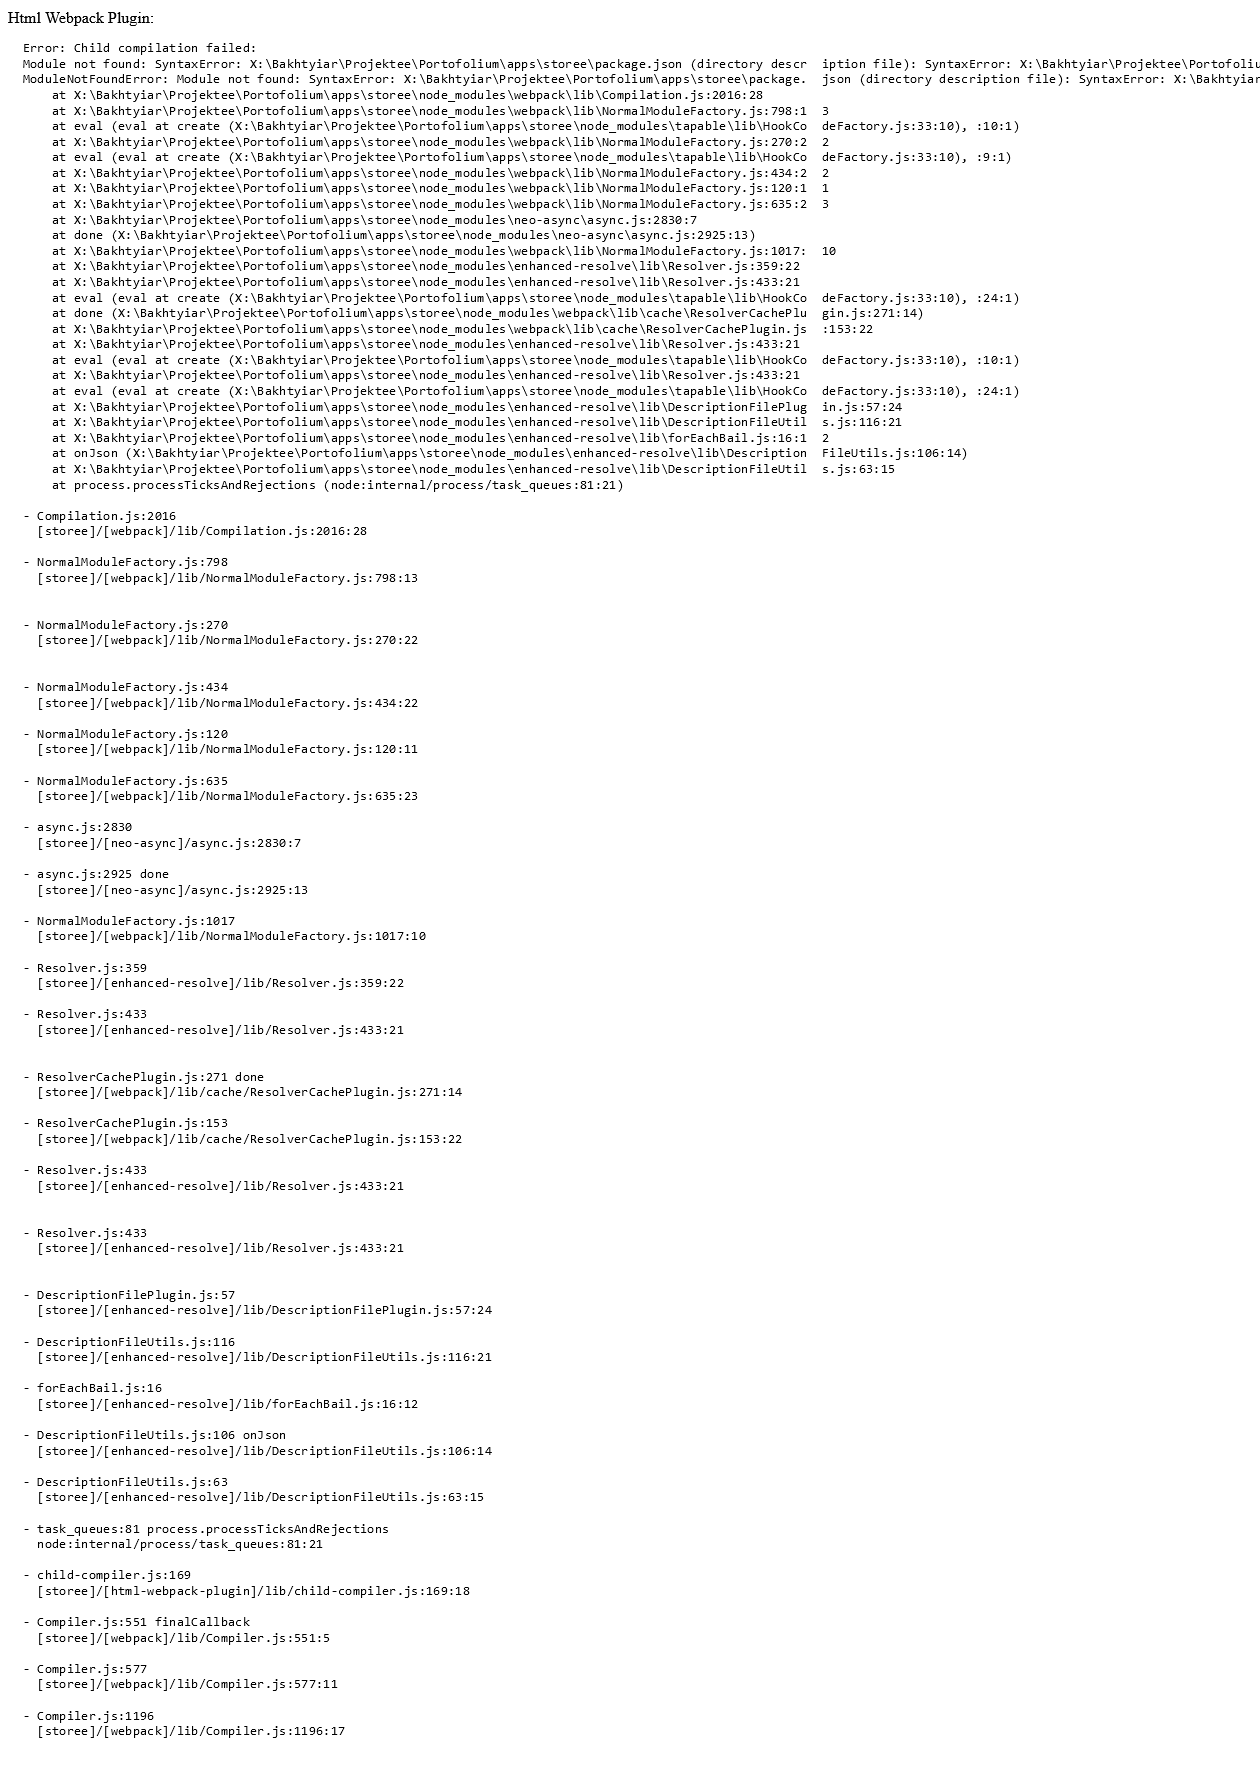 Html Webpack Plugin:
Error: Child compilation failed:
Module not found: SyntaxError: X:\Bakhtyiar\Projektee\Portofolium\apps\storee\package.json (directory descr  iption file): SyntaxError: X:\Bakhtyiar\Projektee\Portofoliu
ModuleNotFoundError: Module not found: SyntaxError: X:\Bakhtyiar\Projektee\Portofolium\apps\storee\package.  json (directory description file): SyntaxError: X:\Bakhtyiar
at X:\Bakhtyiar\Projektee\Portofolium\apps\storee\node_modules\webpack\lib\Compilation.js:2016:28
at X:\Bakhtyiar\Projektee\Portofolium\apps\storee\node_modules\webpack\lib\NormalModuleFactory.js:798:1  3
at eval (eval at create (X:\Bakhtyiar\Projektee\Portofolium\apps\storee\node_modules\tapable\lib\HookCo  deFactory.js:33:10), :10:1)
at X:\Bakhtyiar\Projektee\Portofolium\apps\storee\node_modules\webpack\lib\NormalModuleFactory.js:270:2  2
at eval (eval at create (X:\Bakhtyiar\Projektee\Portofolium\apps\storee\node_modules\tapable\lib\HookCo  deFactory.js:33:10), :9:1)
at X:\Bakhtyiar\Projektee\Portofolium\apps\storee\node_modules\webpack\lib\NormalModuleFactory.js:434:2  2
at X:\Bakhtyiar\Projektee\Portofolium\apps\storee\node_modules\webpack\lib\NormalModuleFactory.js:120:1  1
at X:\Bakhtyiar\Projektee\Portofolium\apps\storee\node_modules\webpack\lib\NormalModuleFactory.js:635:2  3
at X:\Bakhtyiar\Projektee\Portofolium\apps\storee\node_modules\neo-async\async.js:2830:7
at done (X:\Bakhtyiar\Projektee\Portofolium\apps\storee\node_modules\neo-async\async.js:2925:13)
at X:\Bakhtyiar\Projektee\Portofolium\apps\storee\node_modules\webpack\lib\NormalModuleFactory.js:1017:  10
at X:\Bakhtyiar\Projektee\Portofolium\apps\storee\node_modules\enhanced-resolve\lib\Resolver.js:359:22
at X:\Bakhtyiar\Projektee\Portofolium\apps\storee\node_modules\enhanced-resolve\lib\Resolver.js:433:21
at eval (eval at create (X:\Bakhtyiar\Projektee\Portofolium\apps\storee\node_modules\tapable\lib\HookCo  deFactory.js:33:10), :24:1)
at done (X:\Bakhtyiar\Projektee\Portofolium\apps\storee\node_modules\webpack\lib\cache\ResolverCachePlu  gin.js:271:14)
at X:\Bakhtyiar\Projektee\Portofolium\apps\storee\node_modules\webpack\lib\cache\ResolverCachePlugin.js  :153:22
at X:\Bakhtyiar\Projektee\Portofolium\apps\storee\node_modules\enhanced-resolve\lib\Resolver.js:433:21
at eval (eval at create (X:\Bakhtyiar\Projektee\Portofolium\apps\storee\node_modules\tapable\lib\HookCo  deFactory.js:33:10), :10:1)
at X:\Bakhtyiar\Projektee\Portofolium\apps\storee\node_modules\enhanced-resolve\lib\Resolver.js:433:21
at eval (eval at create (X:\Bakhtyiar\Projektee\Portofolium\apps\storee\node_modules\tapable\lib\HookCo  deFactory.js:33:10), :24:1)
at X:\Bakhtyiar\Projektee\Portofolium\apps\storee\node_modules\enhanced-resolve\lib\DescriptionFilePlug  in.js:57:24
at X:\Bakhtyiar\Projektee\Portofolium\apps\storee\node_modules\enhanced-resolve\lib\DescriptionFileUtil  s.js:116:21
at X:\Bakhtyiar\Projektee\Portofolium\apps\storee\node_modules\enhanced-resolve\lib\forEachBail.js:16:1  2
at onJson (X:\Bakhtyiar\Projektee\Portofolium\apps\storee\node_modules\enhanced-resolve\lib\Description  FileUtils.js:106:14)
at X:\Bakhtyiar\Projektee\Portofolium\apps\storee\node_modules\enhanced-resolve\lib\DescriptionFileUtil  s.js:63:15
at process.processTicksAndRejections (node:internal/process/task_queues:81:21)
- Compilation.js:2016
[storee]/[webpack]/lib/Compilation.js:2016:28
- NormalModuleFactory.js:798
[storee]/[webpack]/lib/NormalModuleFactory.js:798:13
- NormalModuleFactory.js:270
[storee]/[webpack]/lib/NormalModuleFactory.js:270:22
- NormalModuleFactory.js:434
[storee]/[webpack]/lib/NormalModuleFactory.js:434:22
- NormalModuleFactory.js:120
[storee]/[webpack]/lib/NormalModuleFactory.js:120:11
- NormalModuleFactory.js:635
[storee]/[webpack]/lib/NormalModuleFactory.js:635:23
- async.js:2830
[storee]/[neo-async]/async.js:2830:7
- async.js:2925 done
[storee]/[neo-async]/async.js:2925:13
- NormalModuleFactory.js:1017
[storee]/[webpack]/lib/NormalModuleFactory.js:1017:10
- Resolver.js:359
[storee]/[enhanced-resolve]/lib/Resolver.js:359:22
- Resolver.js:433
[storee]/[enhanced-resolve]/lib/Resolver.js:433:21
- ResolverCachePlugin.js:271 done
[storee]/[webpack]/lib/cache/ResolverCachePlugin.js:271:14
- ResolverCachePlugin.js:153
[storee]/[webpack]/lib/cache/ResolverCachePlugin.js:153:22
- Resolver.js:433
[storee]/[enhanced-resolve]/lib/Resolver.js:433:21
- Resolver.js:433
[storee]/[enhanced-resolve]/lib/Resolver.js:433:21
- DescriptionFilePlugin.js:57
[storee]/[enhanced-resolve]/lib/DescriptionFilePlugin.js:57:24
- DescriptionFileUtils.js:116
[storee]/[enhanced-resolve]/lib/DescriptionFileUtils.js:116:21
- forEachBail.js:16
[storee]/[enhanced-resolve]/lib/forEachBail.js:16:12
- DescriptionFileUtils.js:106 onJson
[storee]/[enhanced-resolve]/lib/DescriptionFileUtils.js:106:14
- DescriptionFileUtils.js:63
[storee]/[enhanced-resolve]/lib/DescriptionFileUtils.js:63:15
- task_queues:81 process.processTicksAndRejections
node:internal/process/task_queues:81:21
- child-compiler.js:169
[storee]/[html-webpack-plugin]/lib/child-compiler.js:169:18
- Compiler.js:551 finalCallback
[storee]/[webpack]/lib/Compiler.js:551:5
- Compiler.js:577
[storee]/[webpack]/lib/Compiler.js:577:11
- Compiler.js:1196
[storee]/[webpack]/lib/Compiler.js:1196:17